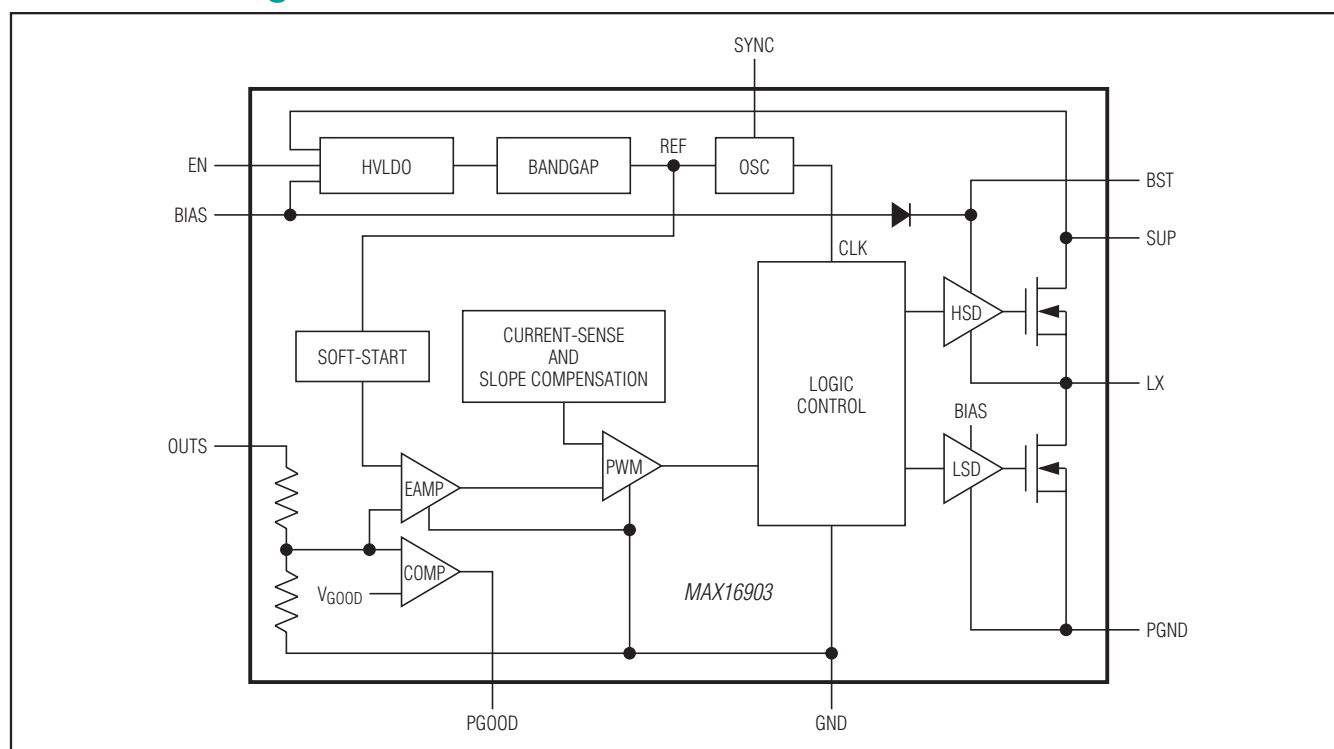 SYNC
EN
HVLDO
BANDGAP
REF
OSC
BST
BIAS
SUP
CLK
HSD
SOFT-START
CURRENT-SENSE
AND
SLOPE COMPENSATION
LOGIC
CONTROL
LX
BIAS
OUTS
EAMP
PWM
LSD
COMP
VGOOD
MAX16903
PGND
PGOOD
GND